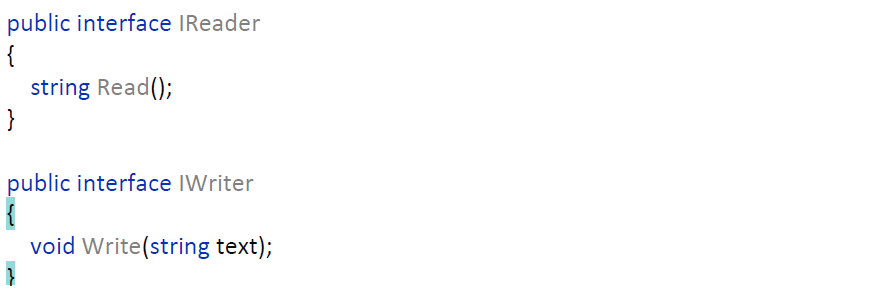 public interface IReader
{
    string Read();
}

public interface IWriter
{
    void Write(string text);
}